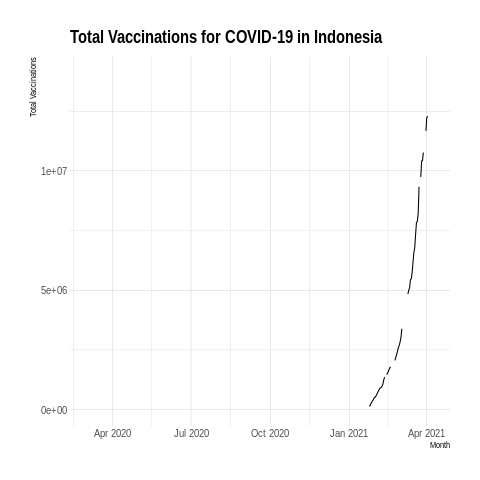 Total Vaccinations for COVID-19 in Indonesia
Total Vaccinations
1e+07
5e+06
0e+00
Apr 2020
Jul 2020
Oct 2020
Jan 2021
Apr 2021
Month